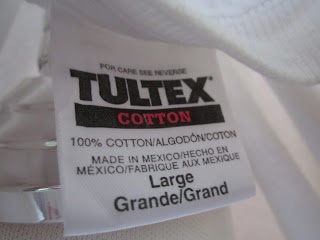 FOR CARE SEE REVERSE
TULTEX
COTTON
100% COTTON/ALGODÓN/COTON
MADE IN MEXICO/HECHO EN
MÉXICO/FABRIQUE AUX MEXIQUE
Large
Grande/Grand